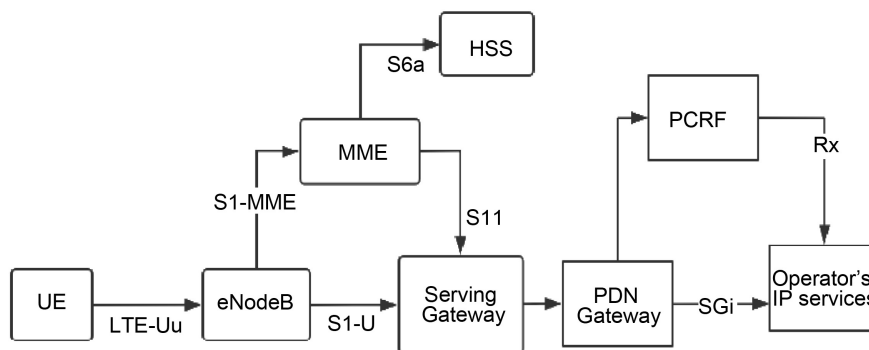 HSS
S6a
PCRF
MME
Rx
S1-MME
S11
UE
LTE-Uu
eNodeB
S1-U
Serving
Gateway
PDN
Gateway
SGi
Operator's
IP services